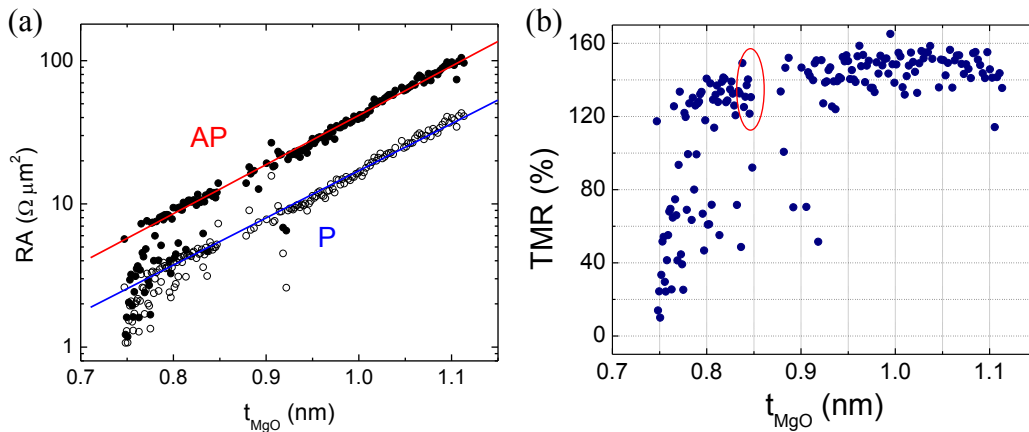 (a)
100
10
1
RA (Ω μm²)
AP
P
0.7 0.8 0.9 1.0 1.1
t_MgO (nm)
(b)
160
120
80
40
0
TMR (%)
0.7 0.8 0.9 1.0 1.1
t_MgO (nm)